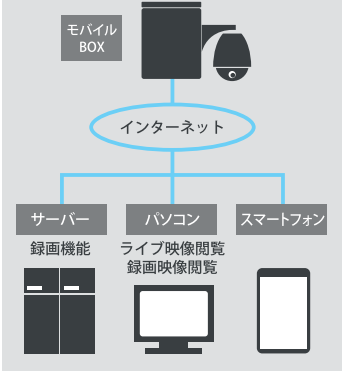 モバイル
BOX
インターネット
サーバー
パソコン
スマートフォン
録画機能
ライブ映像閲覧
録画映像閲覧